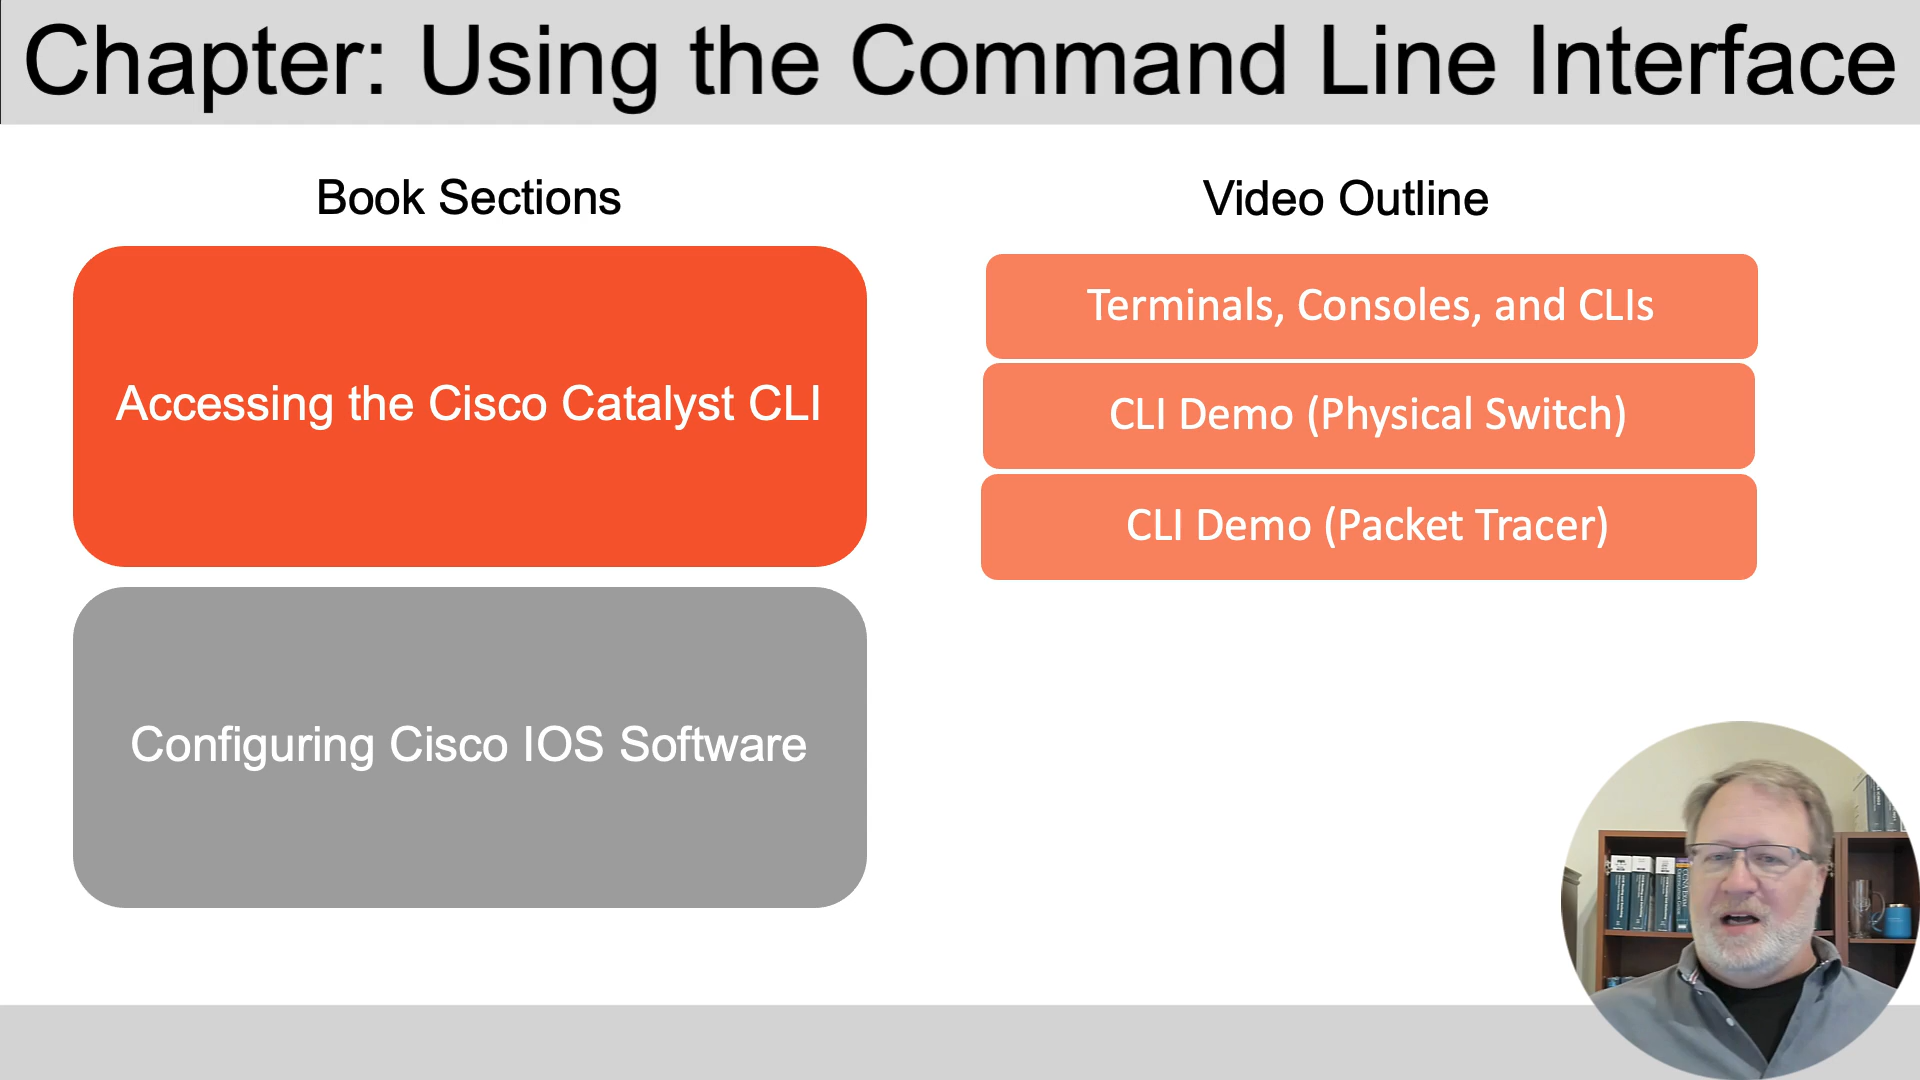 Chapter: Using the Command Line Interface
Book Sections
Accessing the Cisco Catalyst CLI
Configuring Cisco IOS Software
Video Outline
Terminals, Consoles, and CLIs
CLI Demo (Physical Switch)
CLI Demo (Packet Tracer)